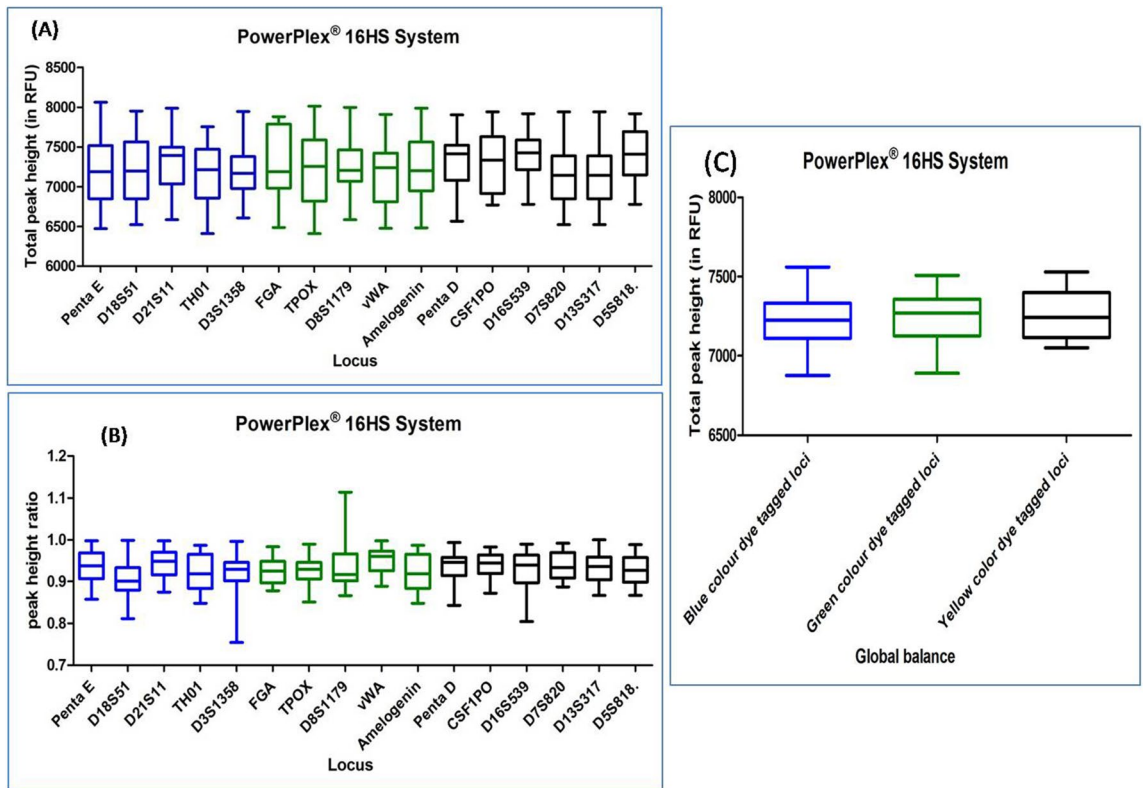 (A)
PowerPlex® 16HS System
Total peak height (in RFU)
8500
8000
7500
7000
6500
6000
Penta E
D18S51
D21S11
TH01
D3S1358
FGA
TPOX
D8S1179
vWA
Amelogenin
Penta D
CSF1PO
D16S539
D7S820
D13S317
D5S818.
Locus
(B)
PowerPlex® 16HS System
peak height ratio
1.2
1.1
1.0
0.9
0.8
0.7
Penta E
D18S51
D21S11
TH01
D3S1358
FGA
TPOX
D8S1179
vWA
Amelogenin
Penta D
CSF1PO
D16S539
D7S820
D13S317
D5S818.
Locus
(C)
PowerPlex® 16HS System
Total peak height (in RFU)
8000
7500
7000
6500
Blue colour dye tagged loci
Green colour dye tagged loci
Yellow color dye tagged loci
Global balance